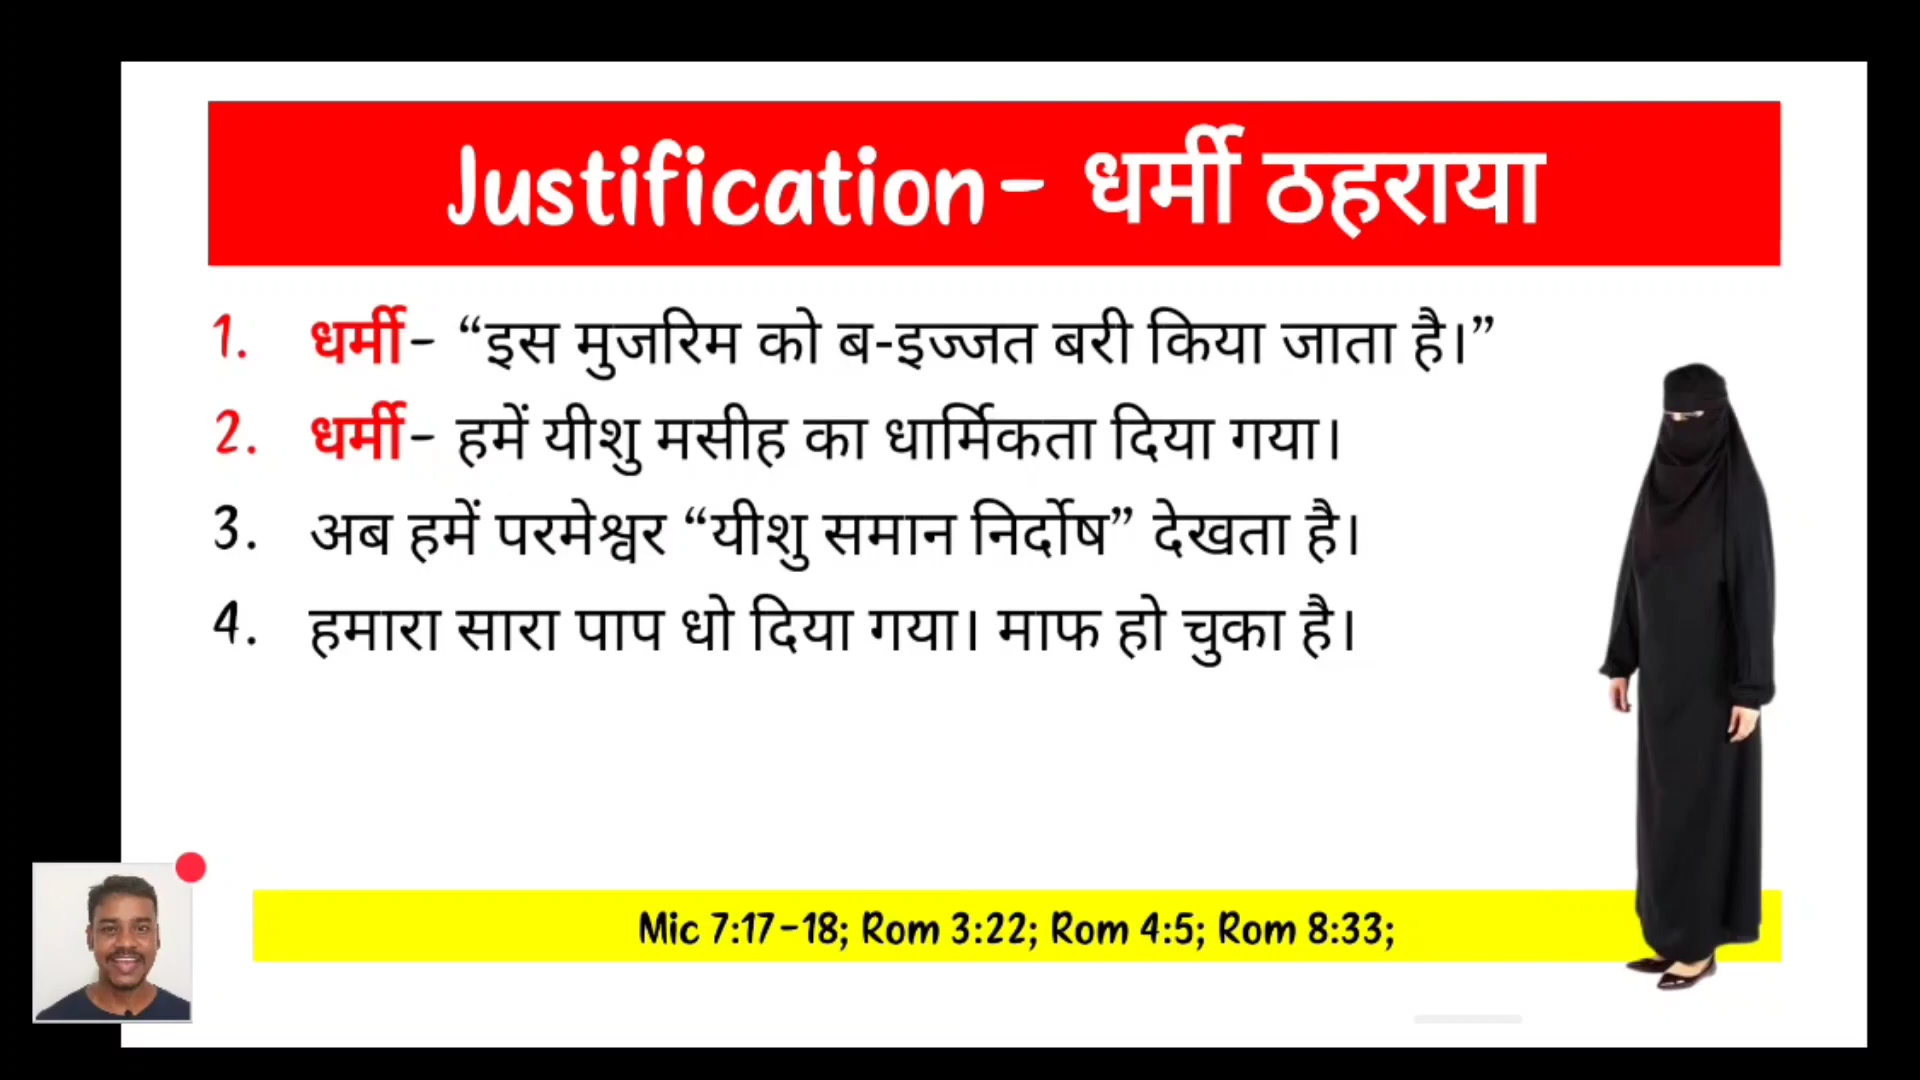 Justification- धर्मी ठहराया
1. धर्मी- “इस मुजरिम को ब-इज्जत बरी किया जाता है।”
2. धर्मी- हमें यीशु मसीह का धार्मिकता दिया गया।
3. अब हमें परमेश्वर “यीशु समान निर्दोष” देखता है।
4. हमारा सारा पाप धो दिया गया। माफ हो चुका है।
Mic 7:17-18; Rom 3:22; Rom 4:5; Rom 8:33;